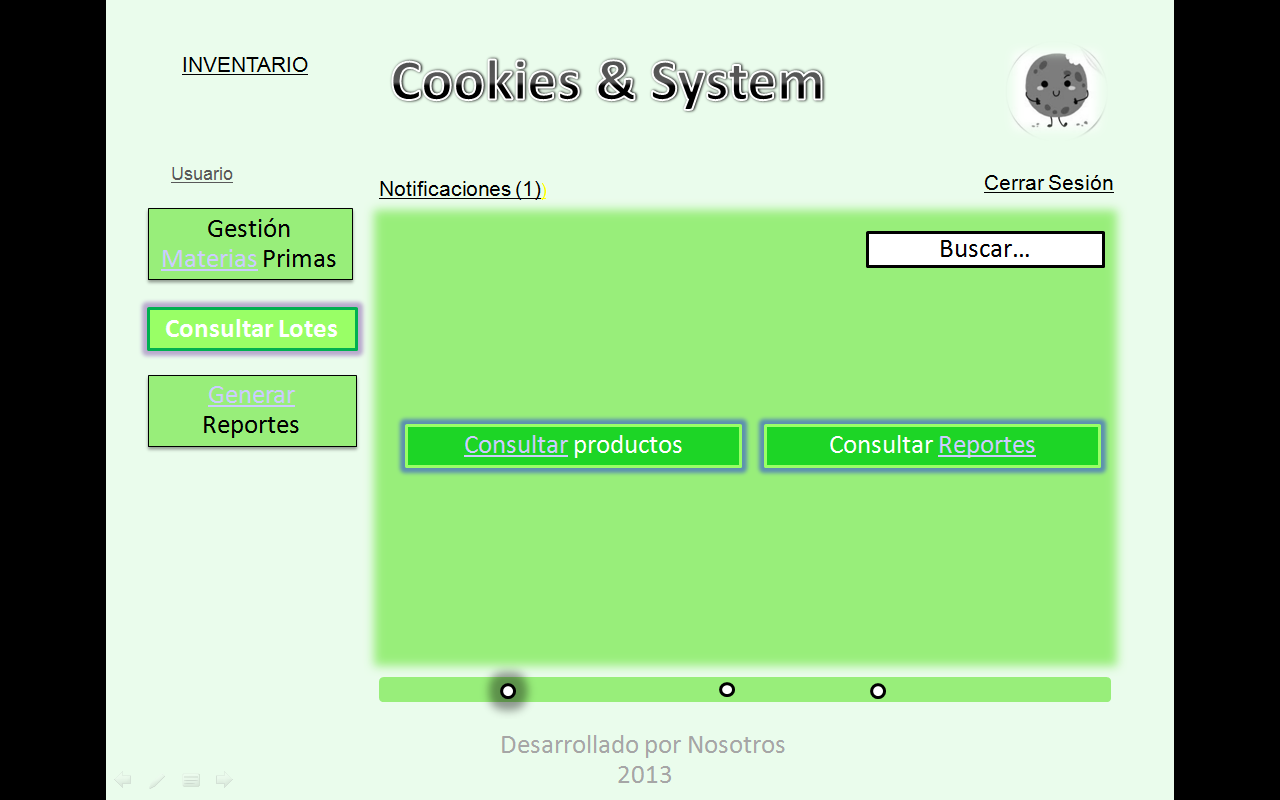 INVENTARIO
Cookies & System
Usuario
Notificaciones (1)
Cerrar Sesión
Gestión
Materias Primas
Buscar...
Consultar Lotes
Generar
Reportes
Consultar productos
Consultar Reportes
Desarrollado por Nosotros
2013